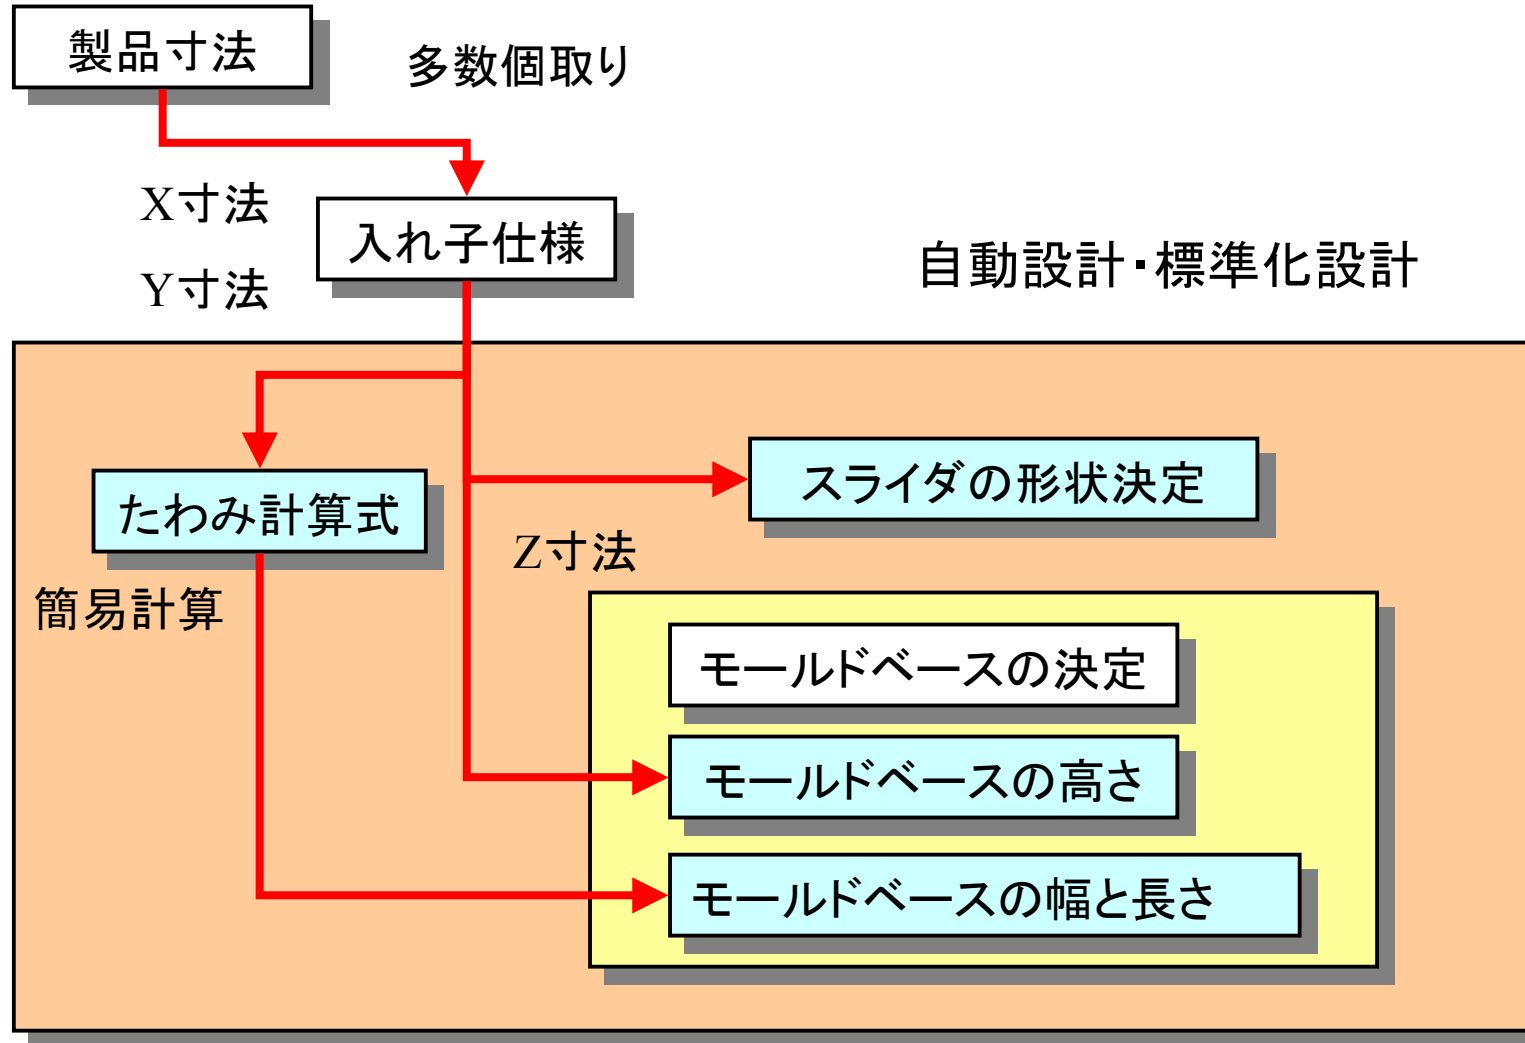 製品寸法
多数個取り
X寸法
入れ子仕様
Y寸法
自動設計・標準化設計
たわみ計算式
スライダの形状決定
Z寸法
簡易計算
モールドベースの決定
モールドベースの高さ
モールドベースの幅と長さ